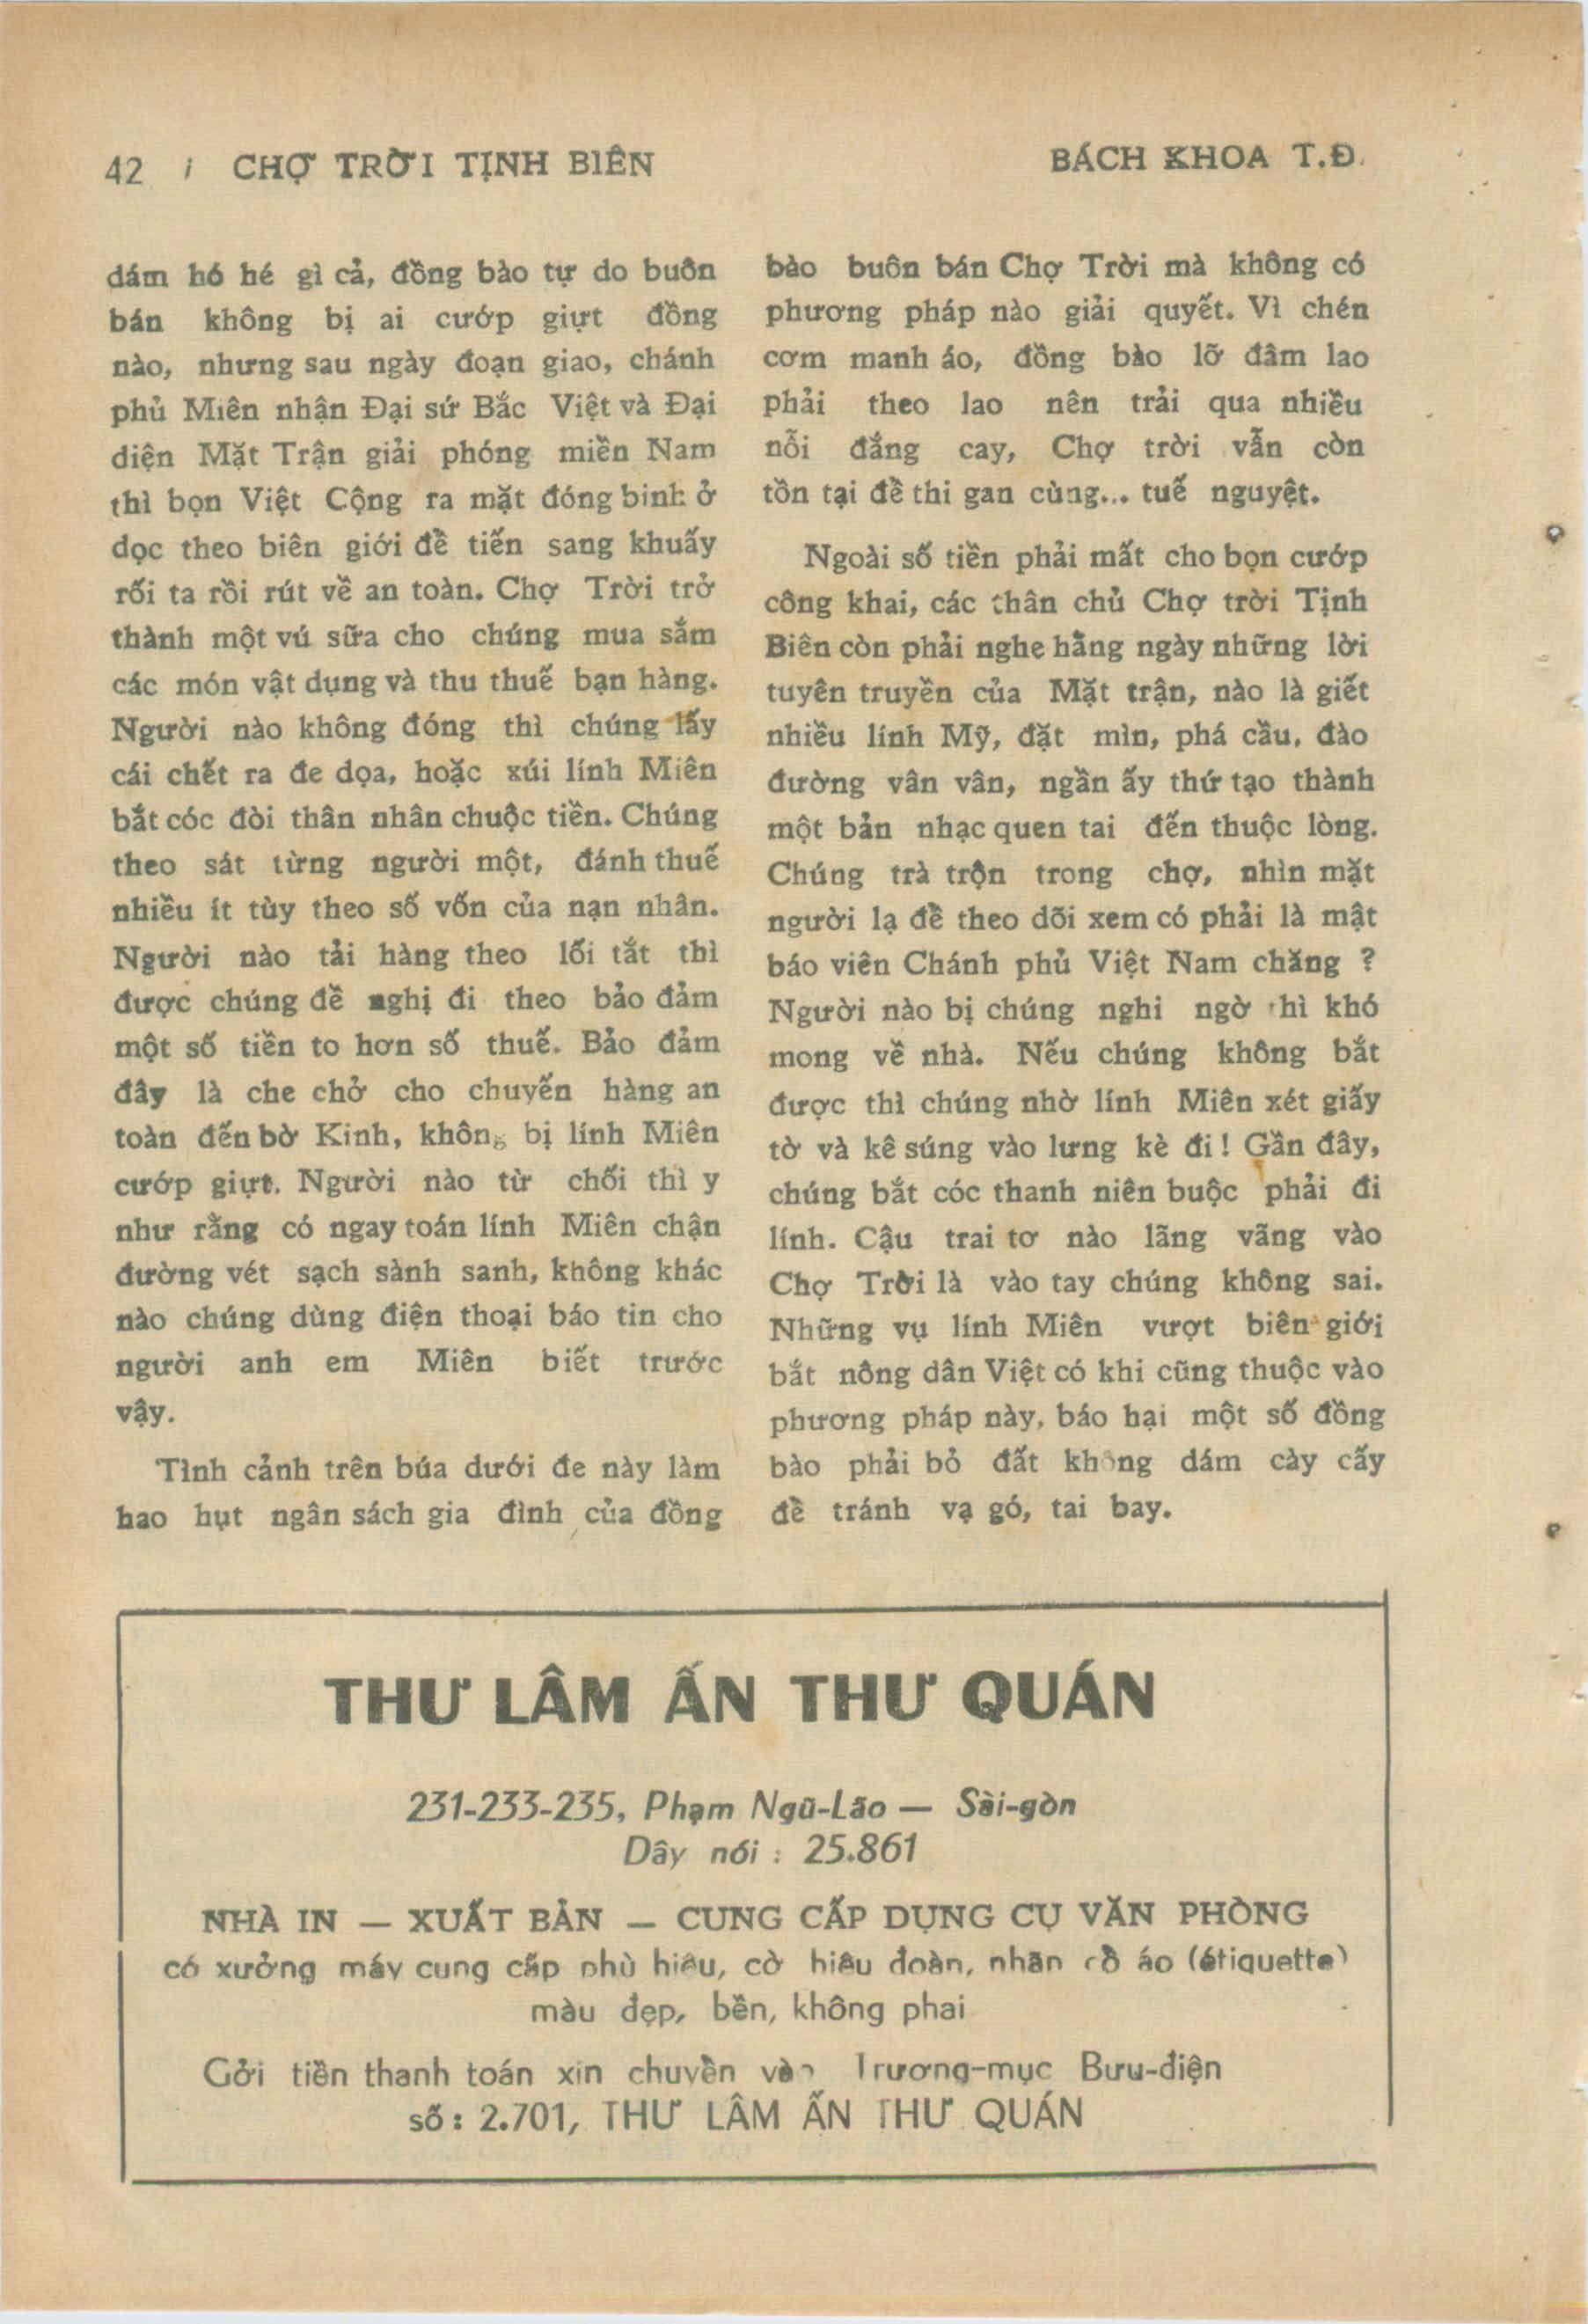 42 / CHỢ TRỜI TỊNH BIÊN
BÁCH KHOA T.Đ.
dám hó hé gì cả, đồng bào tự do buôn
bán không bị ai cướp giựt đồng
nào, nhưng sau ngày đoạn giao, chánh
phủ Miên nhận Đại sứ Bắc Việt và Đại
diện Mặt Trận giải phóng miền Nam
thì bọn Việt Cộng ra mặt đóng binh ở
dọc theo biên giới để tiến sang khuấy
rối ta rồi rút về an toàn. Chợ Trời trở
thành một vú sữa cho chúng mua sắm
các món vật dụng và thu thuế bạn hàng.
Người nào không đóng thì chúng lấy
cái chết ra đe dọa, hoặc xúi lính Miên
bắt cóc đòi thân nhân chuộc tiền. Chúng
theo sát từng người một, đánh thuế
nhiều ít tùy theo số vốn của nạn nhân.
Người nào tải hàng theo lối tắt thì
được chúng đề nghị đi theo bảo đảm
một số tiền to hơn số thuế. Bảo đảm
đây là che chở cho chuyến hàng an
toàn đến bờ Kinh, không bị lính Miên
cướp giựt. Người nào từ chối thì y
như rằng có ngay toán lính Miên chận
đường vét sạch sành sanh, không khác
nào chúng dùng điện thoại báo tin cho
người anh em Miên biết trước
vậy.
Tình cảnh trên búa dưới đe này làm
hao hụt ngân sách gia đình của đồng
bào buôn bán Chợ Trời mà không có
phương pháp nào giải quyết. Vì chén
cơm manh áo, đồng bào lỡ đâm lao
phải theo lao nên trải qua nhiều
nỗi đắng cay, Chợ trời vẫn còn
tồn tại để thi gan cùng... tuế nguyệt.
Ngoài số tiền phải mất cho bọn cướp
công khai, các thân chủ Chợ trời Tịnh
Biên còn phải nghe hằng ngày những lời
tuyên truyền của Mặt trận, nào là giết
nhiều lính Mỹ, đặt mìn, phá cầu, đào
đường vân vân, ngần ấy thứ tạo thành
một bản nhạc quen tai đến thuộc lòng.
Chúng trà trộn trong chợ, nhìn mặt
người lạ để theo dõi xem có phải là mật
báo viên Chánh phủ Việt Nam chăng ?
Người nào bị chúng nghi ngờ thì khó
mong về nhà. Nếu chúng không bắt
được thì chúng nhờ lính Miên xét giấy
tờ và kê súng vào lưng kè đi ! Gần đây,
chúng bắt cóc thanh niên buộc phải đi
lính. Cậu trai tơ nào lãng vãng vào
Chợ Trời là vào tay chúng không sai.
Những vụ lính Miên vượt biên giới
bắt nông dân Việt có khi cũng thuộc vào
phương pháp này, báo hại một số đồng
bào phải bỏ đất không dám cày cấy
để tránh vạ gó, tai bay.
THƯ LÂM ẤN THƯ QUÁN
231-233-235, Phạm Ngũ-Lão — Sài-gòn
Dây nói : 25.861
NHÀ IN — XUẤT BẢN — CUNG CẤP DỤNG CỤ VĂN PHÒNG
có xưởng máy cung cấp phù hiệu, cờ hiệu đoàn, nhãn cổ áo (étiquette)
màu đẹp, bền, không phai
Gởi tiền thanh toán xin chuyển vào Trương-mục Bưu-điện
số : 2.701, THƯ LÂM ẤN THƯ QUÁN